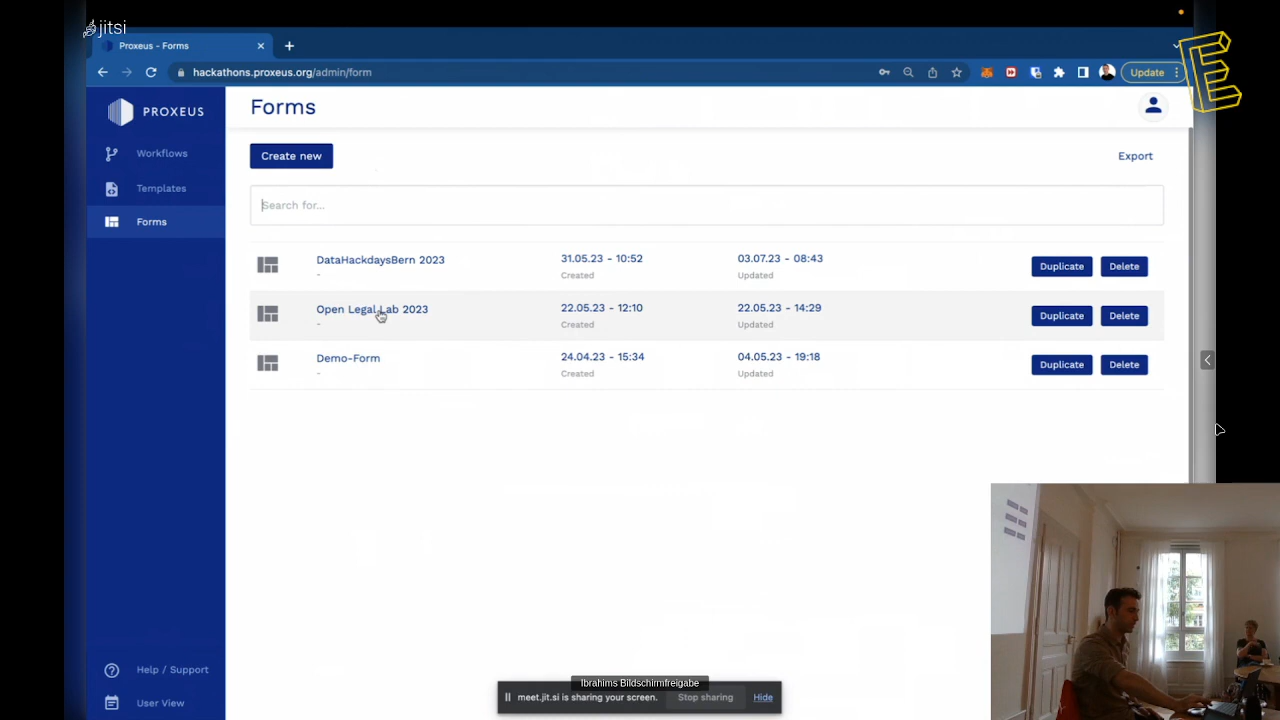 jitsi
Proxeus - Forms
hackathons.proxeus.org/admin/form
Update
E
PROXEUS
Forms
Workflows
Create new
Export
Templates
Search for...
Forms
DataHackdaysBern 2023
-
31.05.23 - 10:52
Created
03.07.23 - 08:43
Updated
Duplicate
Delete
Open Legal Lab 2023
-
22.05.23 - 12:10
Created
22.05.23 - 14:29
Updated
Duplicate
Delete
Demo-Form
-
24.04.23 - 15:34
Created
04.05.23 - 19:18
Updated
Duplicate
Delete
Help / Support
User View
Ibrahims Bildschirmfreigabe
meet.jit.si is sharing your screen.
Stop sharing
Hide